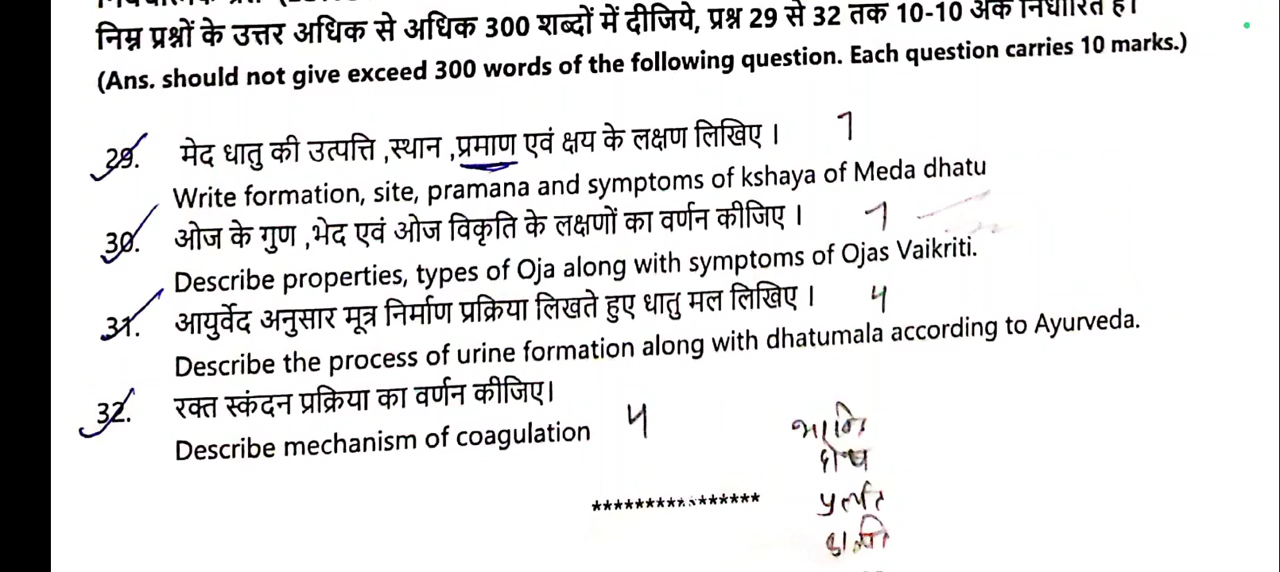 निम्न प्रश्नों के उत्तर अधिक से अधिक 300 शब्दों में दीजिये, प्रश्न 29 से 32 तक 10-10 अंक निर्धारित है।
(Ans. should not give exceed 300 words of the following question. Each question carries 10 marks.)
29. मेद धातु की उत्पत्ति ,स्थान ,प्रमाण एवं क्षय के लक्षण लिखिए । 7
Write formation, site, pramana and symptoms of kshaya of Meda dhatu
30. ओज के गुण ,भेद एवं ओज विकृति के लक्षणों का वर्णन कीजिए । 7
Describe properties, types of Oja along with symptoms of Ojas Vaikriti.
31. आयुर्वेद अनुसार मूत्र निर्माण प्रक्रिया लिखते हुए धातु मल लिखिए । 4
Describe the process of urine formation along with dhatumala according to Ayurveda.
32. रक्त स्कंदन प्रक्रिया का वर्णन कीजिए।
Describe mechanism of coagulation 4
****************